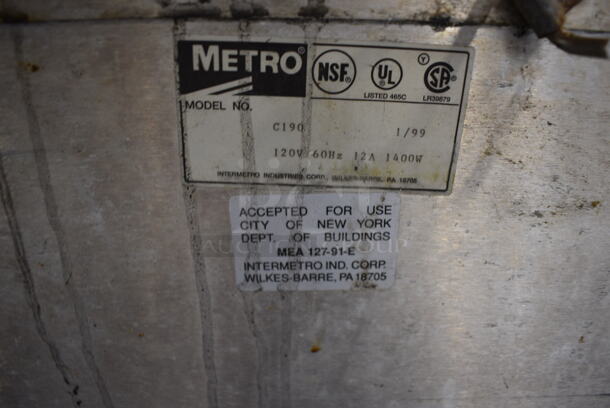 METRO®
NSF®
UL®
SA®
LISTED 465C
LR39679
MODEL NO.
C190
1/99
120V 60Hz 12A 1400W
INTERMETRO INDUSTRIES CORP., WILKES-BARRE, PA 18705
ACCEPTED FOR USE
CITY OF NEW YORK
DEPT. OF BUILDINGS
MEA 127-91-E
INTERMETRO IND. CORP.
WILKES-BARRE, PA 18705